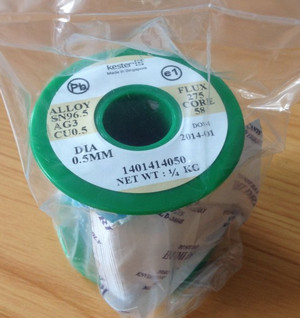 kester
Made in Singapore
Pb
e1
ALLOY
SN96.5
AG3
CU0.5
FLUX
275
CORE
58
DIA
0.5MM
DOM
2014-01
1401414050
NET WT : ¼ KG